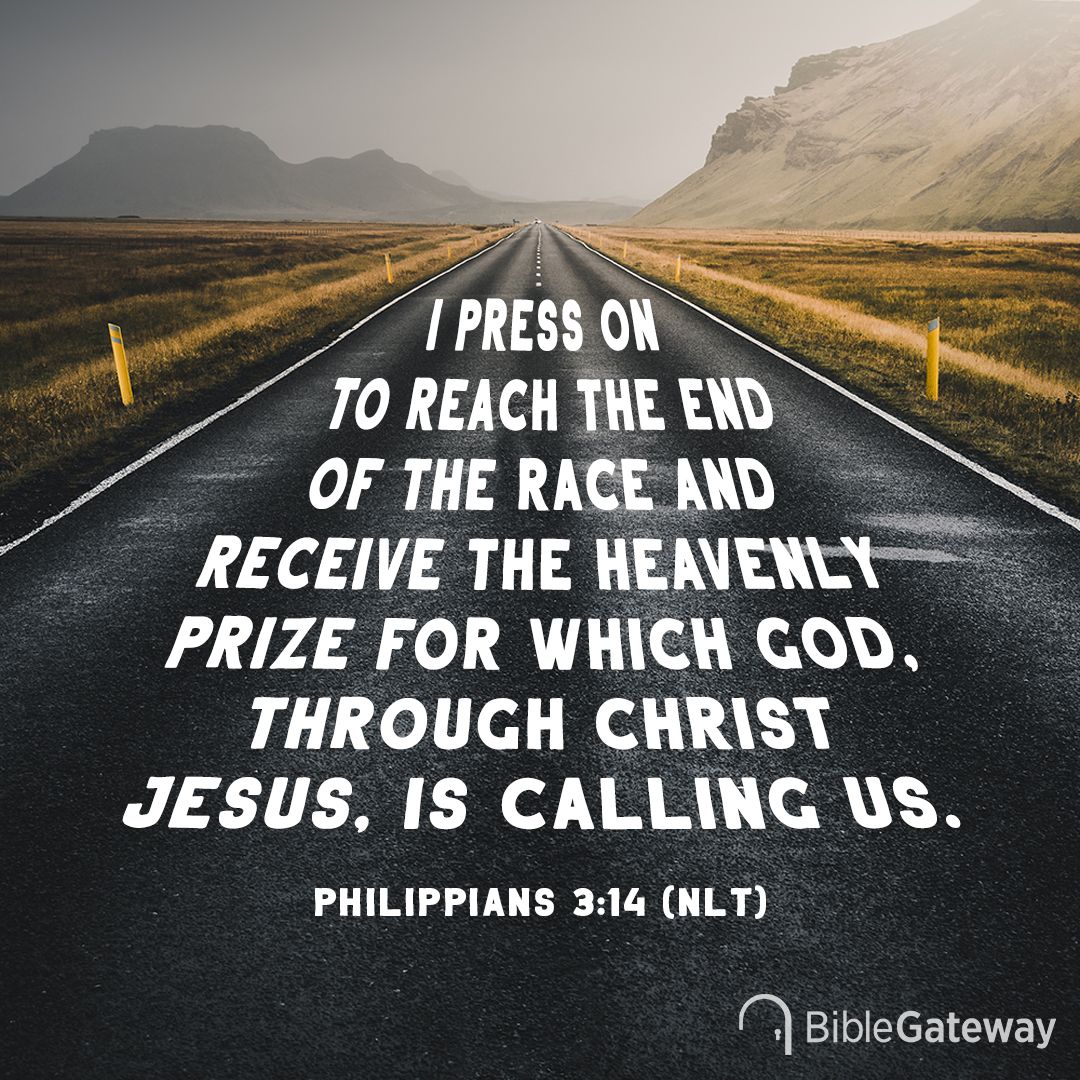 I PRESS ON
TO REACH THE END
OF THE RACE AND
RECEIVE THE HEAVENLY
PRIZE FOR WHICH GOD,
THROUGH CHRIST
JESUS, IS CALLING US.
PHILIPPIANS 3:14 (NLT)
BibleGateway